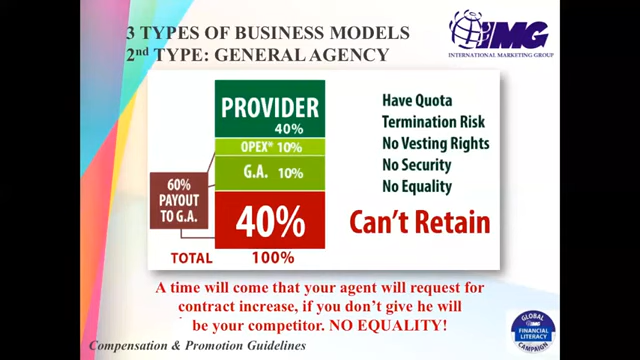 3 TYPES OF BUSINESS MODELS
2nd TYPE: GENERAL AGENCY
IMG
INTERNATIONAL MARKETING GROUP
PROVIDER
40%
OPEX* 10%
G.A. 10%
60%
PAYOUT
TO G.A.
40%
TOTAL 100%
Have Quota
Termination Risk
No Vesting Rights
No Security
No Equality
Can't Retain
A time will come that your agent will request for
contract increase, if you don't give he will
be your competitor. NO EQUALITY!
Compensation & Promotion Guidelines
GLOBAL
FINANCIAL
LITERACY
CAMPAIGN